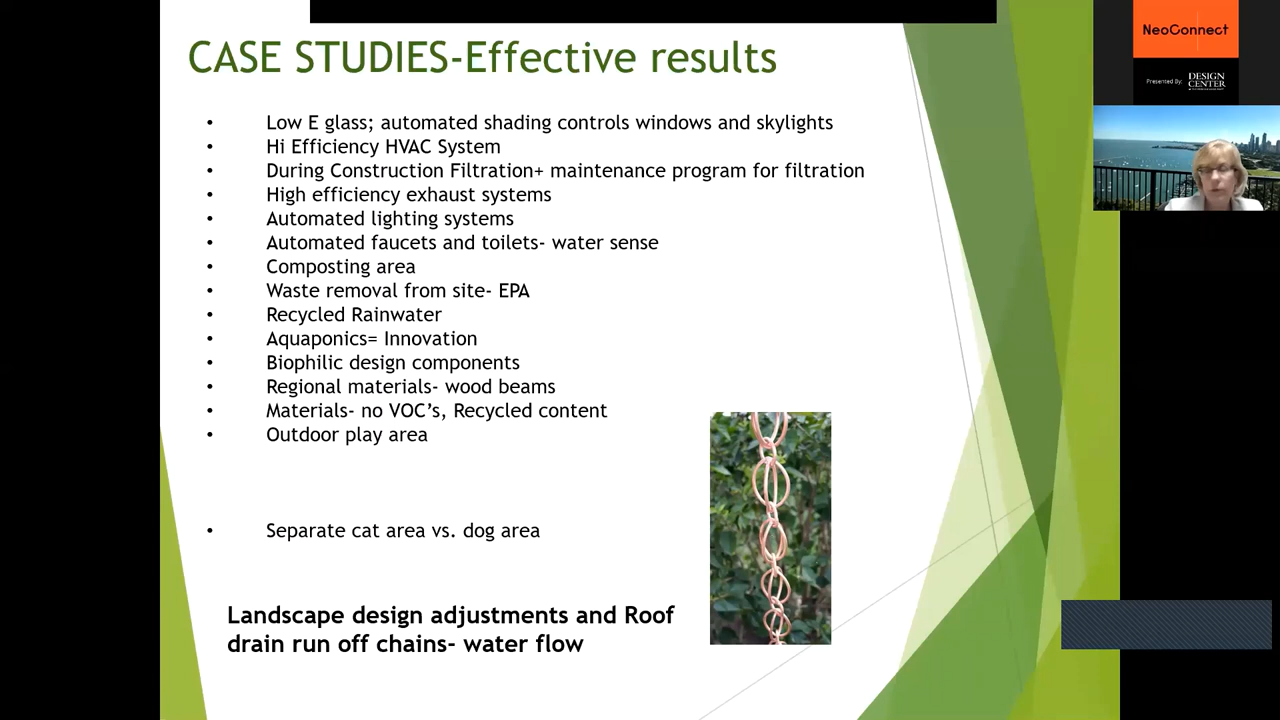 CASE STUDIES-Effective results
• Low E glass; automated shading controls windows and skylights
• Hi Efficiency HVAC System
• During Construction Filtration+ maintenance program for filtration
• High efficiency exhaust systems
• Automated lighting systems
• Automated faucets and toilets- water sense
• Composting area
• Waste removal from site- EPA
• Recycled Rainwater
• Aquaponics= Innovation
• Biophilic design components
• Regional materials- wood beams
• Materials- no VOC’s, Recycled content
• Outdoor play area
• Separate cat area vs. dog area
Landscape design adjustments and Roof
drain run off chains- water flow
NeoConnect
Presented By:
DESIGN
CENTER